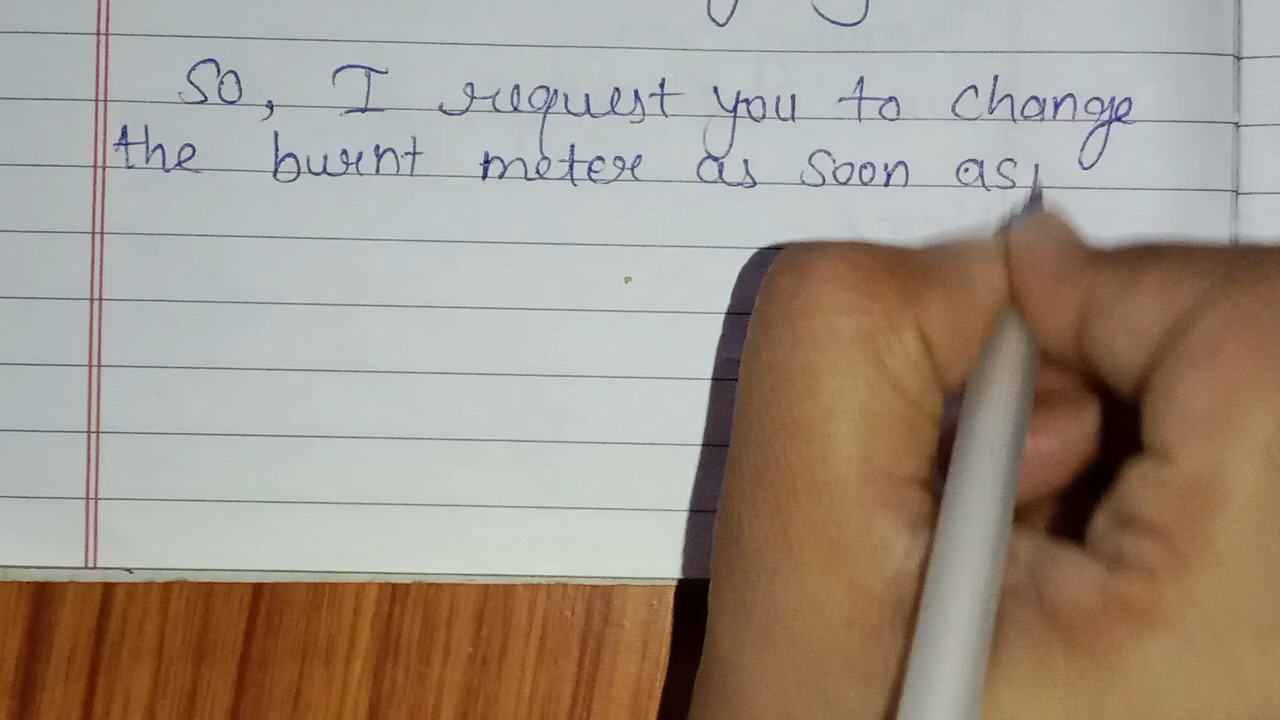 So, I request you to change
the burnt meter as soon as